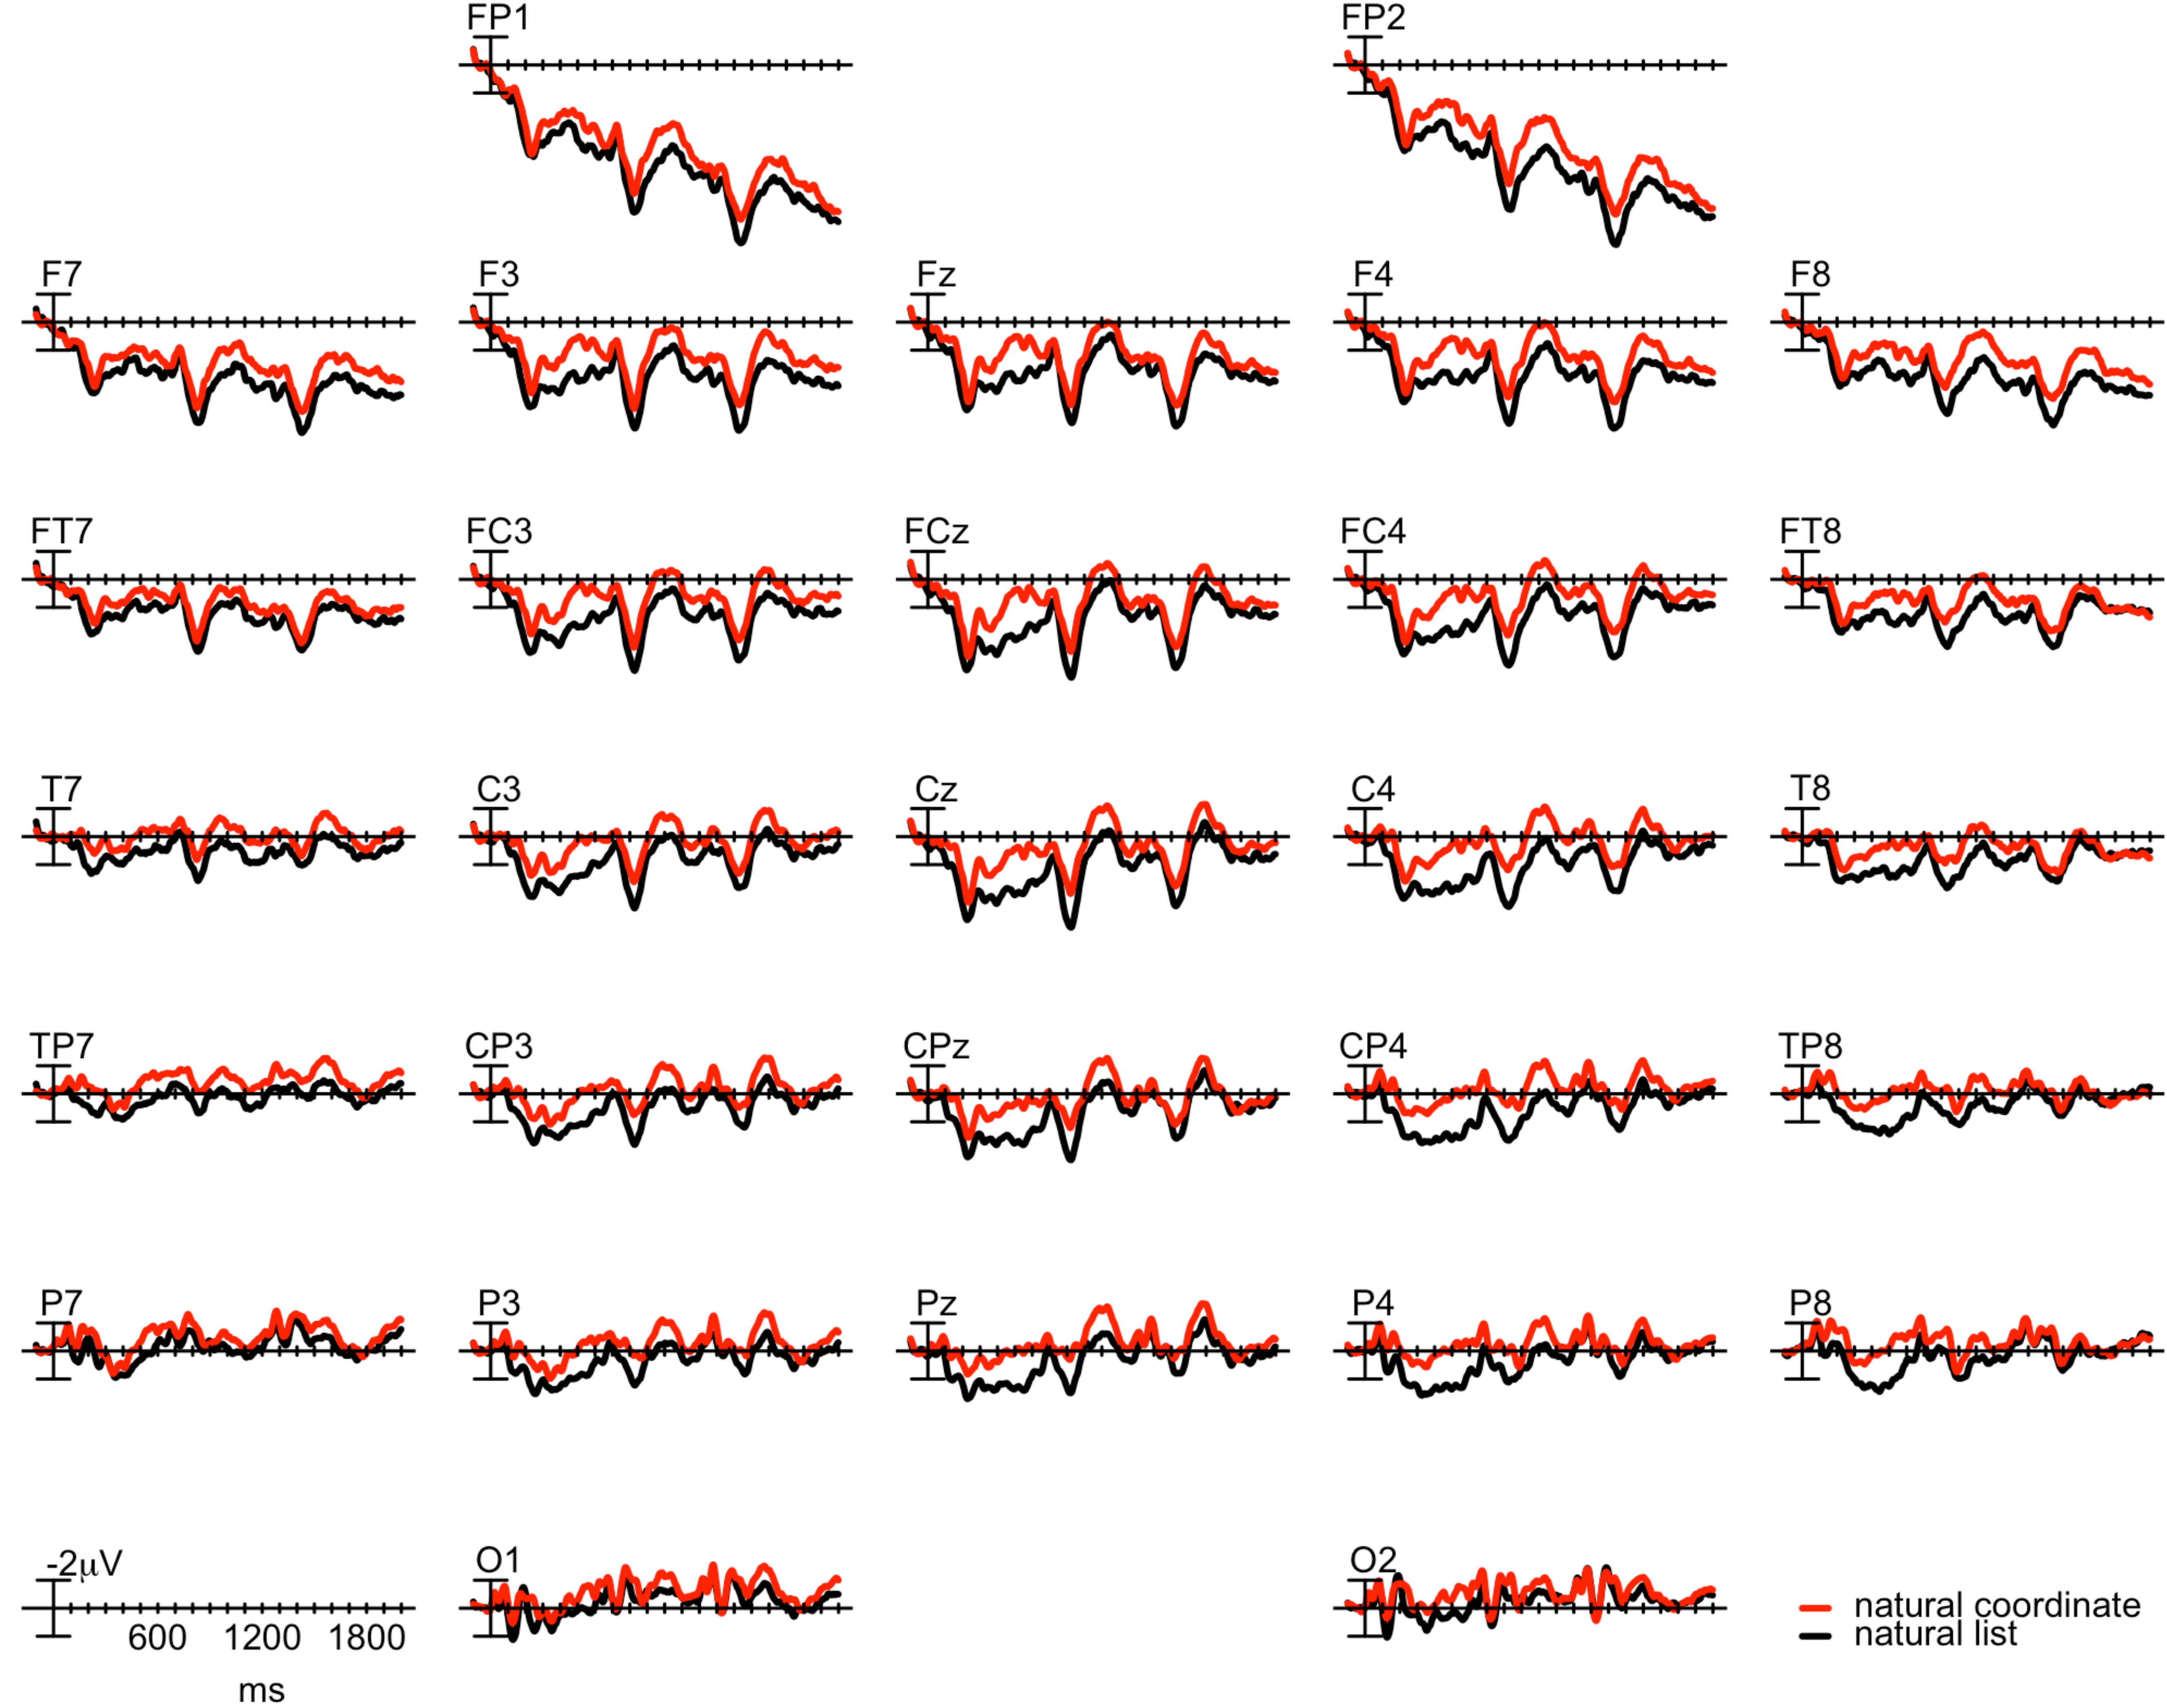 FP1 FP2
F7 F3 Fz F4 F8
FT7 FC3 FCz FC4 FT8
T7 C3 Cz C4 T8
TP7 CP3 CPz CP4 TP8
P7 P3 Pz P4 P8
-2μV O1 O2
600 1200 1800
ms
natural coordinate
natural list